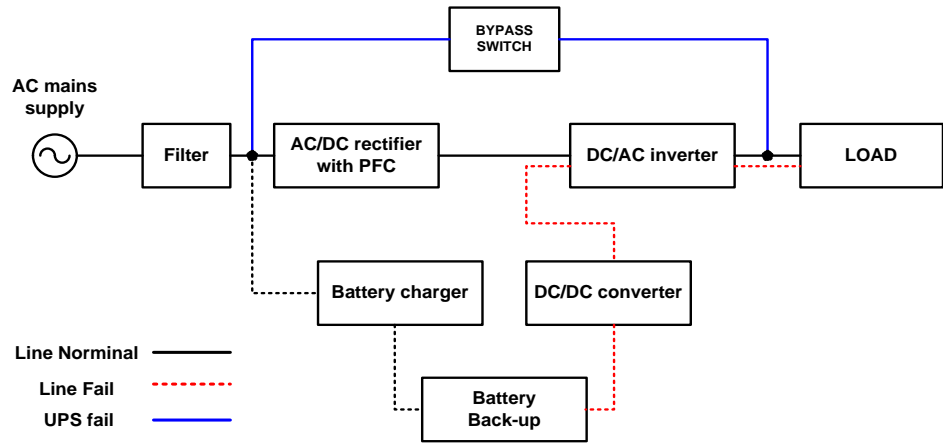 BYPASS
SWITCH
AC mains
supply
Filter
AC/DC rectifier
with PFC
DC/AC inverter
LOAD
Battery charger
DC/DC converter
Line Norminal
Line Fail
UPS fail
Battery
Back-up